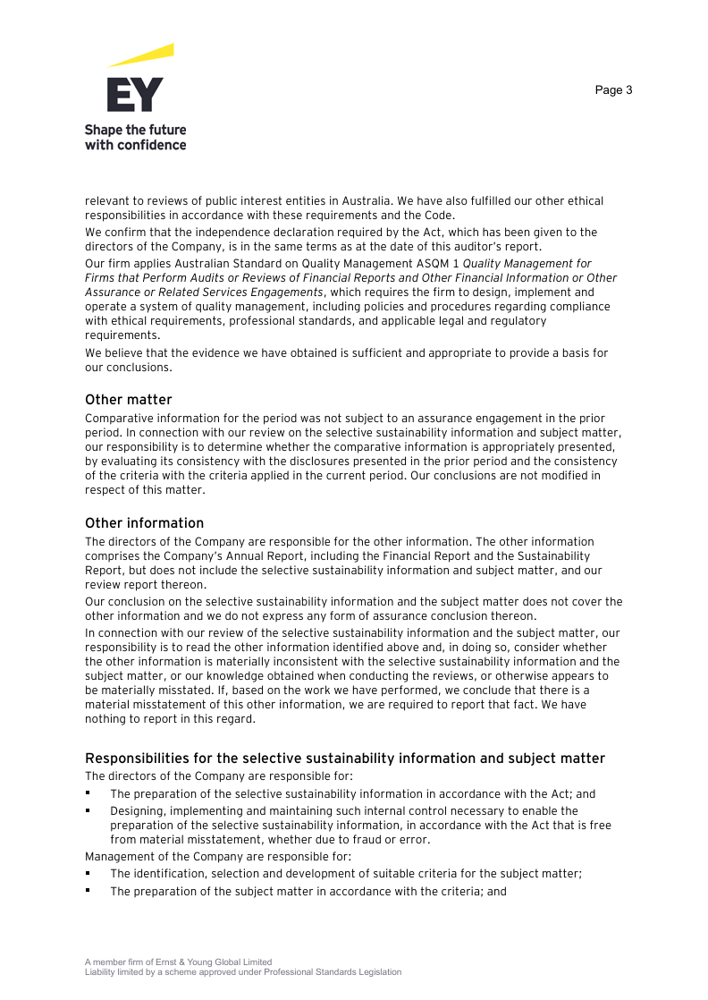 EY
Shape the future
with confidence
Page 3
relevant to reviews of public interest entities in Australia. We have also fulfilled our other ethical
responsibilities in accordance with these requirements and the Code.
We confirm that the independence declaration required by the Act, which has been given to the
directors of the Company, is in the same terms as at the date of this auditor's report.
Our firm applies Australian Standard on Quality Management ASQM 1 Quality Management for
Firms that Perform Audits or Reviews of Financial Reports and Other Financial Information or Other
Assurance or Related Services Engagements, which requires the firm to design, implement and
operate a system of quality management, including policies and procedures regarding compliance
with ethical requirements, professional standards, and applicable legal and regulatory
requirements.
We believe that the evidence we have obtained is sufficient and appropriate to provide a basis for
our conclusions.
Other matter
Comparative information for the period was not subject to an assurance engagement in the prior
period. In connection with our review on the selective sustainability information and subject matter,
our responsibility is to determine whether the comparative information is appropriately presented,
by evaluating its consistency with the disclosures presented in the prior period and the consistency
of the criteria with the criteria applied in the current period. Our conclusions are not modified in
respect of this matter.
Other information
The directors of the Company are responsible for the other information. The other information
comprises the Company's Annual Report, including the Financial Report and the Sustainability
Report, but does not include the selective sustainability information and subject matter, and our
review report thereon.
Our conclusion on the selective sustainability information and the subject matter does not cover the
other information and we do not express any form of assurance conclusion thereon.
In connection with our review of the selective sustainability information and the subject matter, our
responsibility is to read the other information identified above and, in doing so, consider whether
the other information is materially inconsistent with the selective sustainability information and the
subject matter, or our knowledge obtained when conducting the reviews, or otherwise appears to
be materially misstated. If, based on the work we have performed, we conclude that there is a
material misstatement of this other information, we are required to report that fact. We have
nothing to report in this regard.
Responsibilities for the selective sustainability information and subject matter
The directors of the Company are responsible for:
▪ The preparation of the selective sustainability information in accordance with the Act; and
▪ Designing, implementing and maintaining such internal control necessary to enable the
preparation of the selective sustainability information, in accordance with the Act that is free
from material misstatement, whether due to fraud or error.
Management of the Company are responsible for:
▪ The identification, selection and development of suitable criteria for the subject matter;
▪ The preparation of the subject matter in accordance with the criteria; and
A member firm of Ernst & Young Global Limited
Liability limited by a scheme approved under Professional Standards Legislation